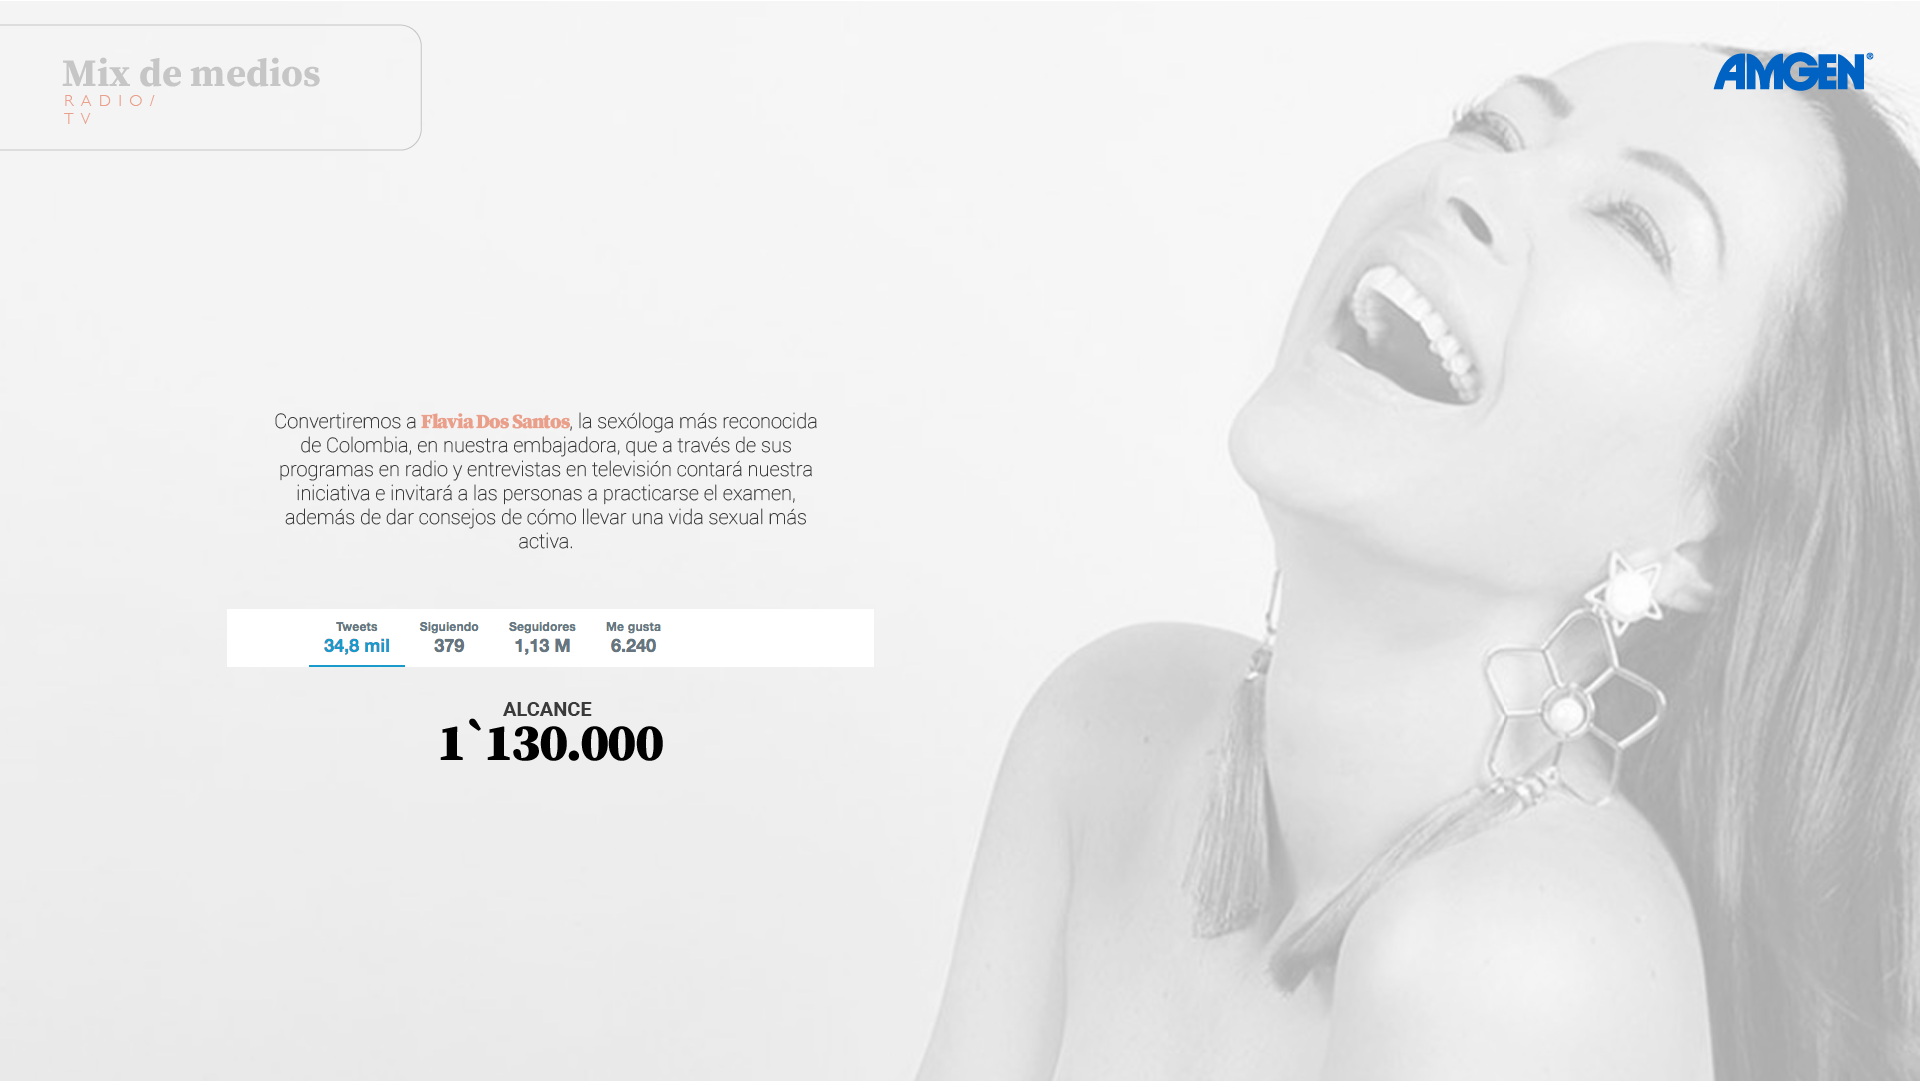 Mix de medios
RADIO/
TV
AMGEN®
Convertiremos a Flavia Dos Santos, la sexóloga más reconocida
de Colombia, en nuestra embajadora, que a través de sus
programas en radio y entrevistas en televisión contará nuestra
iniciativa e invitará a las personas a practicarse el examen,
además de dar consejos de cómo llevar una vida sexual más
activa.
Tweets Siguiendo Seguidores Me gusta
34,8 mil 379 1,13 M 6.240
ALCANCE
1`130.000